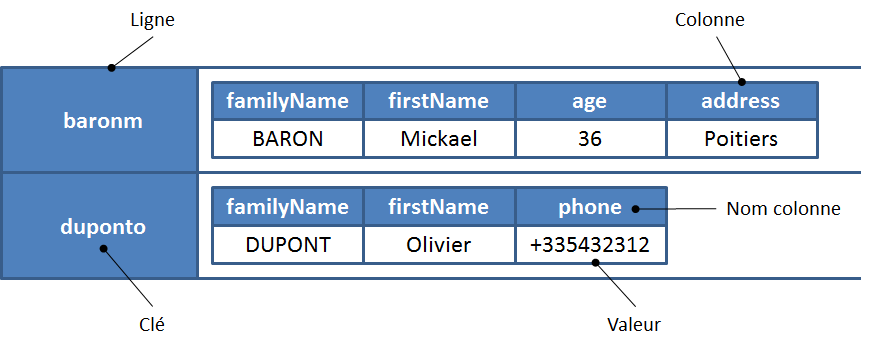 Ligne
Colonne
familyName firstName age address
baronm
BARON Mickael 36 Poitiers
familyName firstName phone
Nom colonne
duponto
DUPONT Olivier +335432312
Clé
Valeur